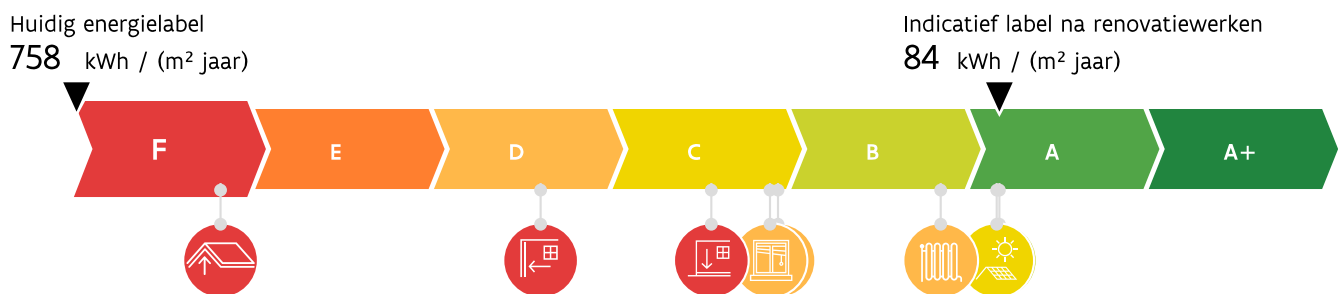 Huidig energielabel
758 kWh / (m² jaar)
Indicatief label na renovatiewerken
84 kWh / (m² jaar)
F E D C B A A+